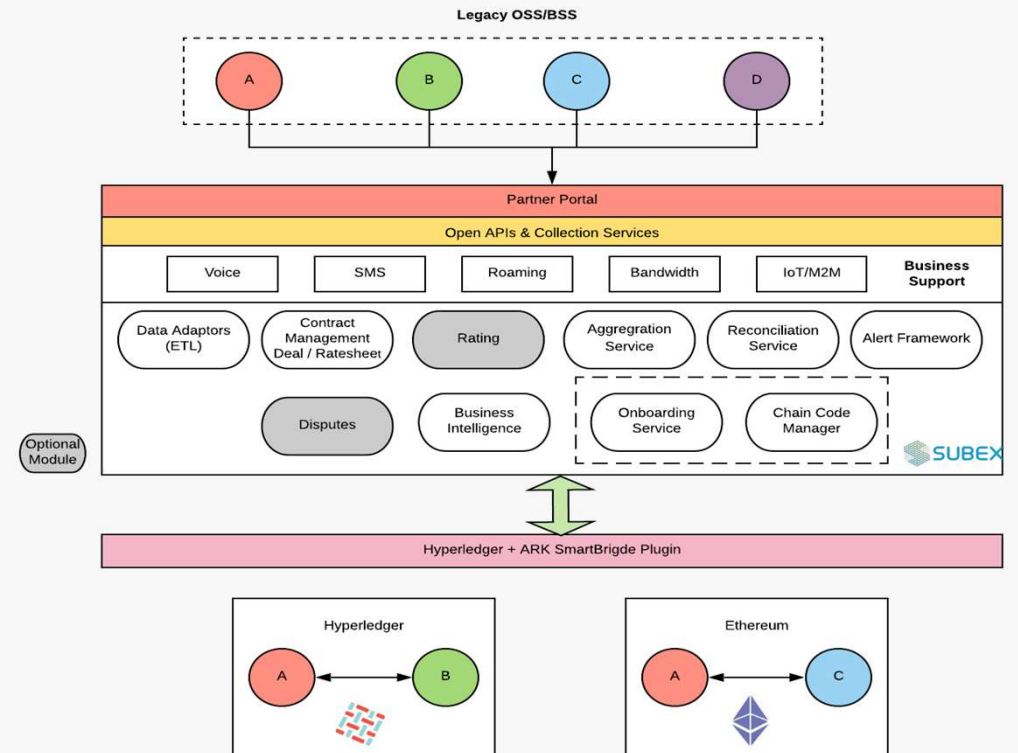 Legacy OSS/BSS
A
B
C
D
Partner Portal
Open APIs & Collection Services
Voice
SMS
Roaming
Bandwidth
IoT/M2M
Business
Support
Data Adaptors
(ETL)
Contract
Management
Deal / Ratesheet
Rating
Aggregration
Service
Reconciliation
Service
Alert Framework
Disputes
Business
Intelligence
Onboarding
Service
Chain Code
Manager
Optional
Module
SUBEX
Hyperledger + ARK SmartBrigde Plugin
Hyperledger
A
B
Ethereum
A
C